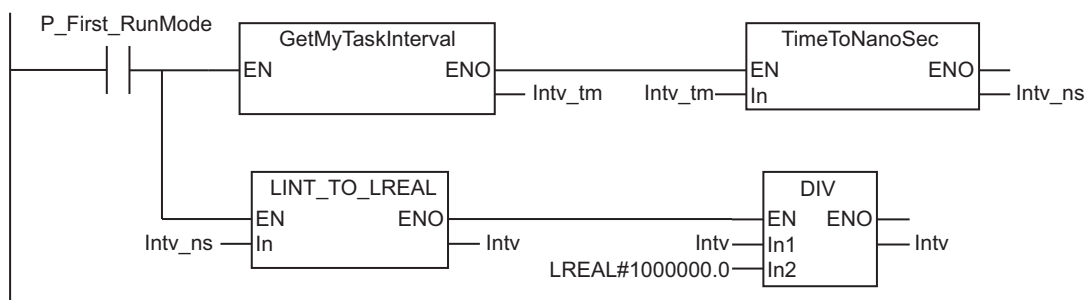 P_First_RunMode
GetMyTaskInterval
TimeToNanoSec
EN ENO EN ENO
Intv_tm Intv_tm In Intv_ns
LINT_TO_LREAL DIV
EN ENO EN ENO
Intv_ns In Intv Intv In1 Intv
LREAL#1000000.0 In2